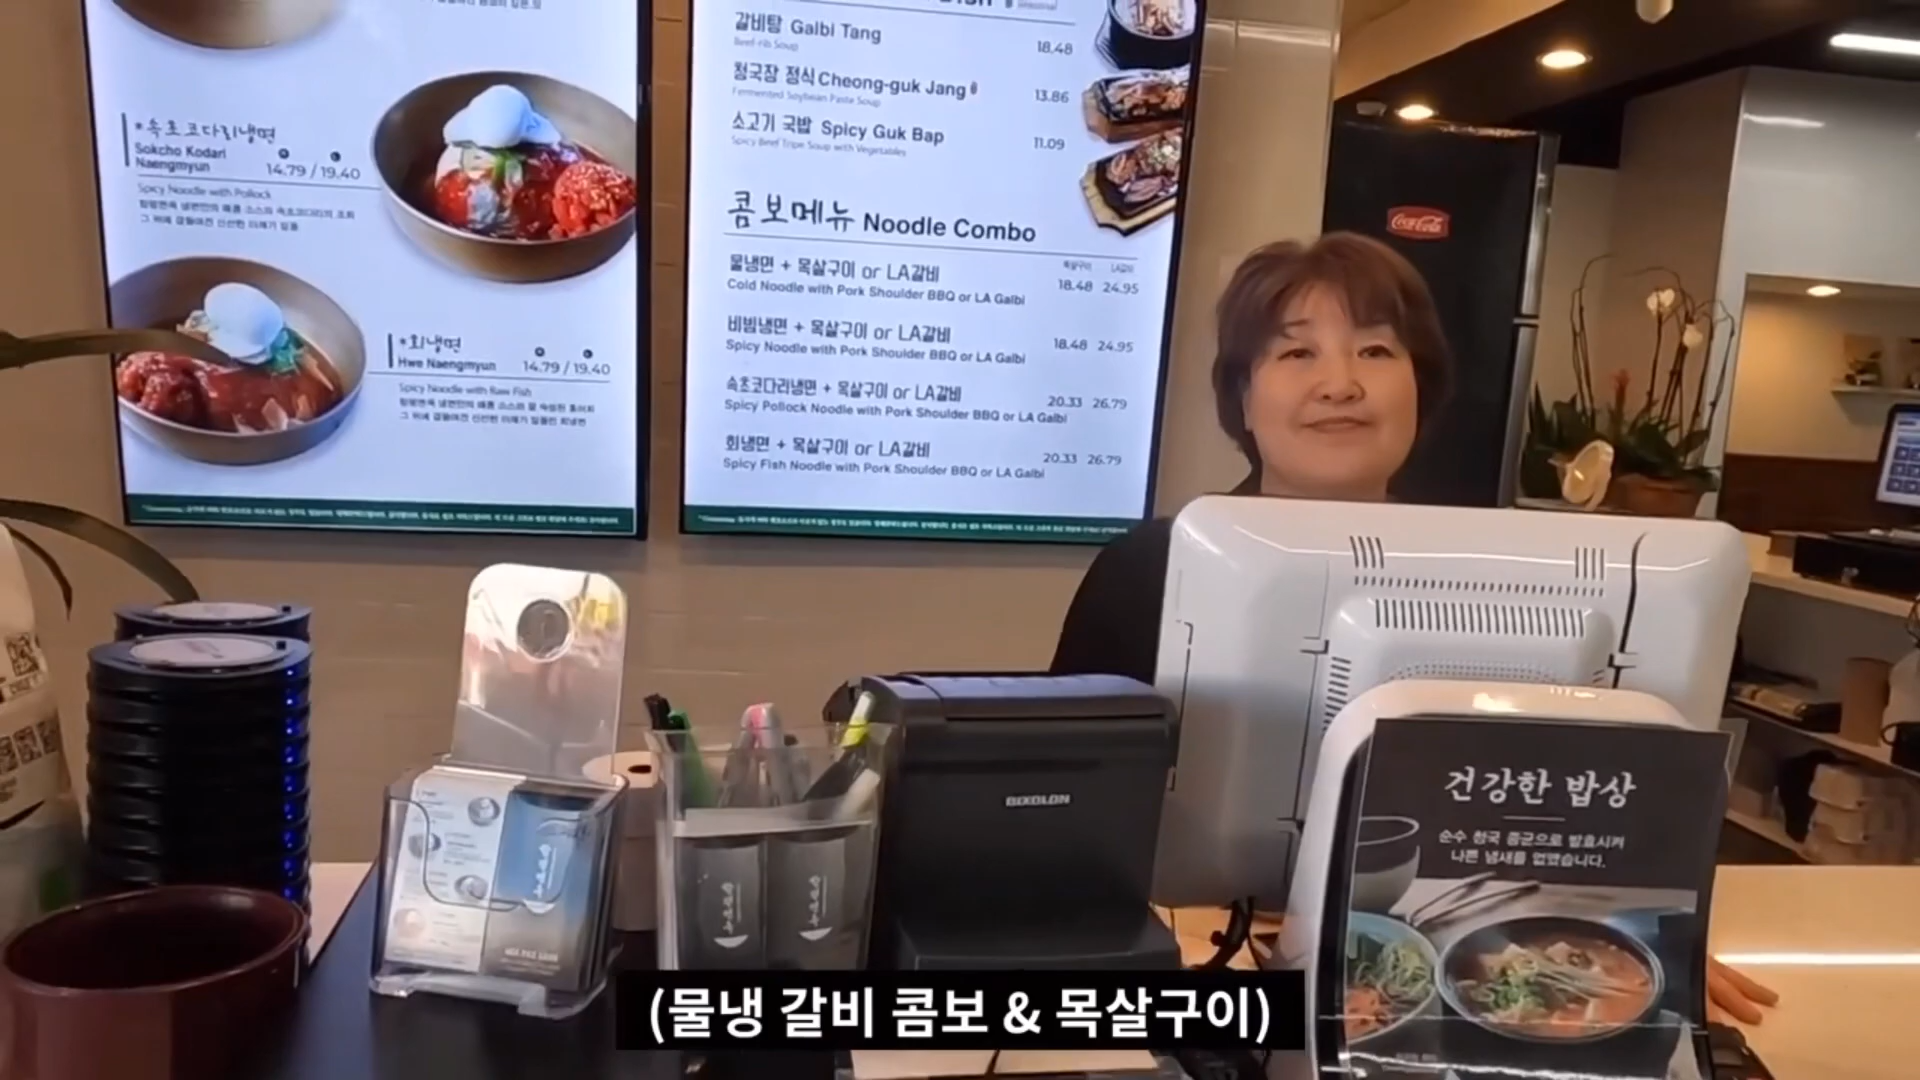 *속초코다리냉면
Sokcho Kodari
Naengmyun
14.79 / 19.40
Spicy Noodle with Pollock
*회냉면
Hwe Naengmyun
14.79 / 19.40
Spicy Noodle with Raw Fish
갈비탕 Galbi Tang 18.48
Beef rib Soup
청국장 정식 Cheong-guk Jang 13.86
Fermented Soybean Paste Soup
소고기 국밥 Spicy Guk Bap 11.09
Spicy Beef Tripe Soup with Vegetables
콤보메뉴 Noodle Combo
목살구이 LA갈비
물냉면 + 목살구이 or LA갈비 18.48 24.95
Cold Noodle with Pork Shoulder BBQ or LA Galbi
비빔냉면 + 목살구이 or LA갈비 18.48 24.95
Spicy Noodle with Pork Shoulder BBQ or LA Galbi
속초코다리냉면 + 목살구이 or LA갈비 20.33 26.79
Spicy Pollock Noodle with Pork Shoulder BBQ or LA Galbi
회냉면 + 목살구이 or LA갈비 20.33 26.79
Spicy Fish Noodle with Pork Shoulder BBQ or LA Galbi
Coca-Cola
BIXOLON
건강한 밥상
순수 한국 종균으로 발효시켜
나쁜 냄새를 없앴습니다.
(물냉 갈비 콤보 & 목살구이)